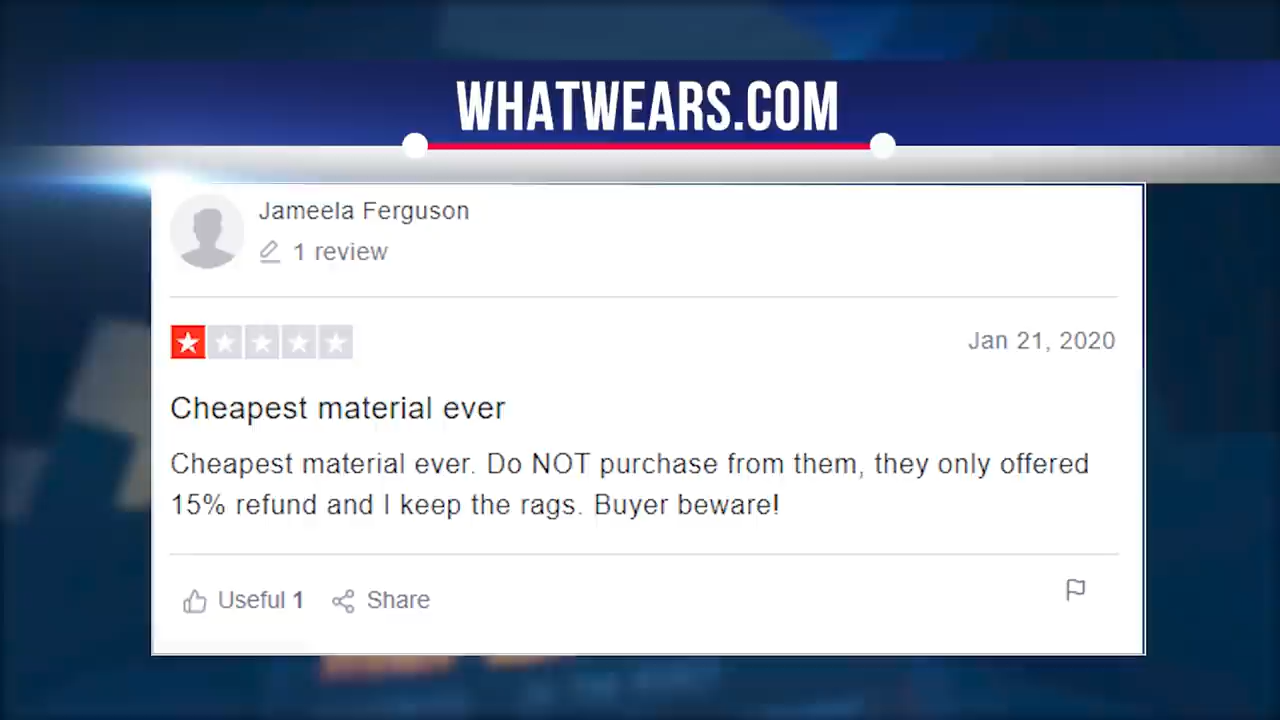 WHATWEARS.COM
Jameela Ferguson
1 review
Jan 21, 2020
Cheapest material ever
Cheapest material ever. Do NOT purchase from them, they only offered
15% refund and I keep the rags. Buyer beware!
Useful 1 Share